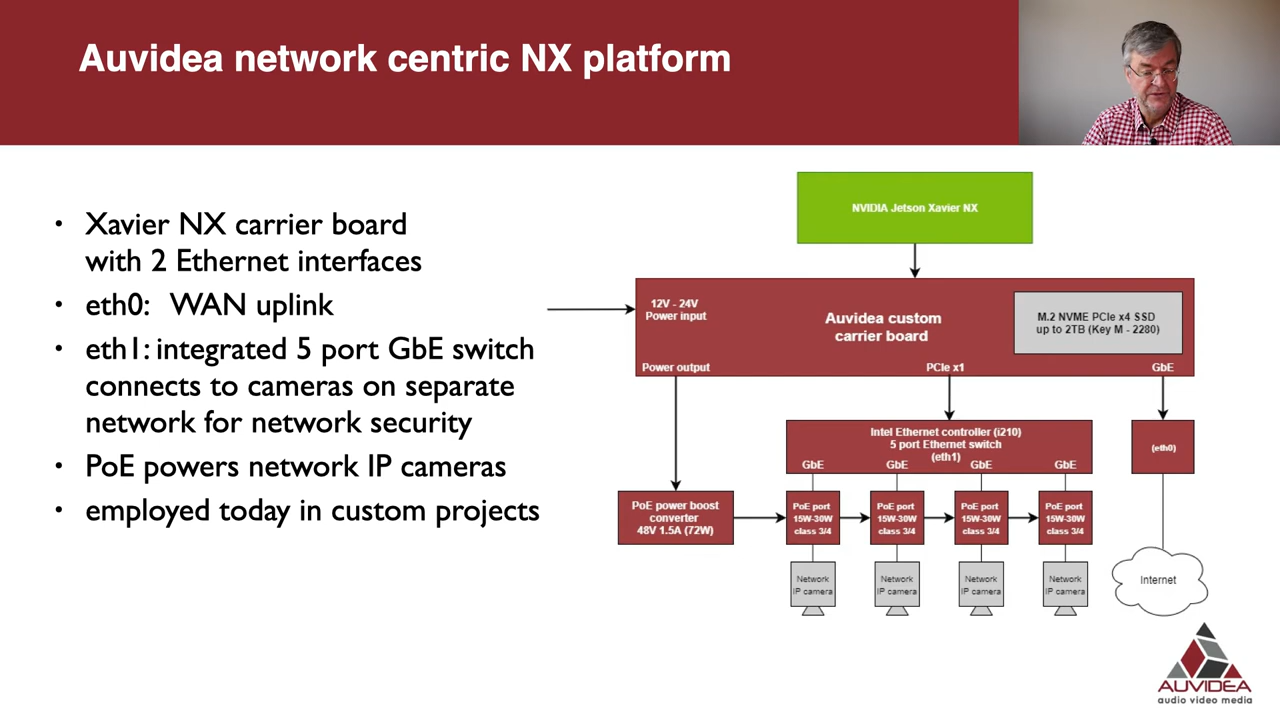 Auvidea network centric NX platform
• Xavier NX carrier board
with 2 Ethernet interfaces
• eth0: WAN uplink
• eth1: integrated 5 port GbE switch
connects to cameras on separate
network for network security
• PoE powers network IP cameras
• employed today in custom projects
NVIDIA Jetson Xavier NX
12V - 24V
Power input
Auvidea custom
carrier board
M.2 NVME PCIe x4 SSD
up to 2TB (Key M - 2280)
Power output
PCIe x1
GbE
Intel Ethernet controller (i210)
5 port Ethernet switch
(eth1)
GbE
GbE
GbE
GbE
(eth0)
PoE power boost
converter
48V 1.5A (72W)
PoE port
15W-30W
class 3/4
PoE port
15W-30W
class 3/4
PoE port
15W-30W
class 3/4
PoE port
15W-30W
class 3/4
Network
IP camera
Network
IP camera
Network
IP camera
Network
IP camera
Internet
AUVIDEA
audio video media